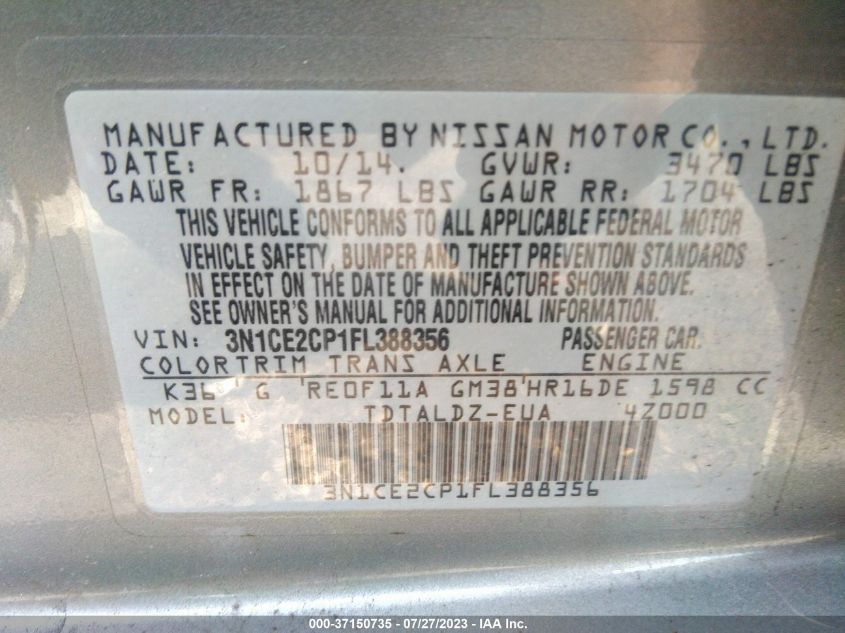 MANUFACTURED BY NISSAN MOTOR CO., LTD.
DATE: 10/14. GVWR: 3470 LBS
GAWR FR: 1867 LBS GAWR RR: 1704 LBS
THIS VEHICLE CONFORMS TO ALL APPLICABLE FEDERAL MOTOR
VEHICLE SAFETY, BUMPER AND THEFT PREVENTION STANDARDS
IN EFFECT ON THE DATE OF MANUFACTURE SHOWN ABOVE.
SEE OWNER'S MANUAL FOR ADDITIONAL INFORMATION.
VIN: 3N1CE2CP1FL388356 PASSENGER CAR.
COLOR TRIM TRANS AXLE ENGINE
K36 G RE0F11A GM38 HR16DE 1598 CC
MODEL: TDTALDZ-EUA 4Z000
3N1CE2CP1FL388356
000-37150735 - 07/27/2023 - IAA Inc.